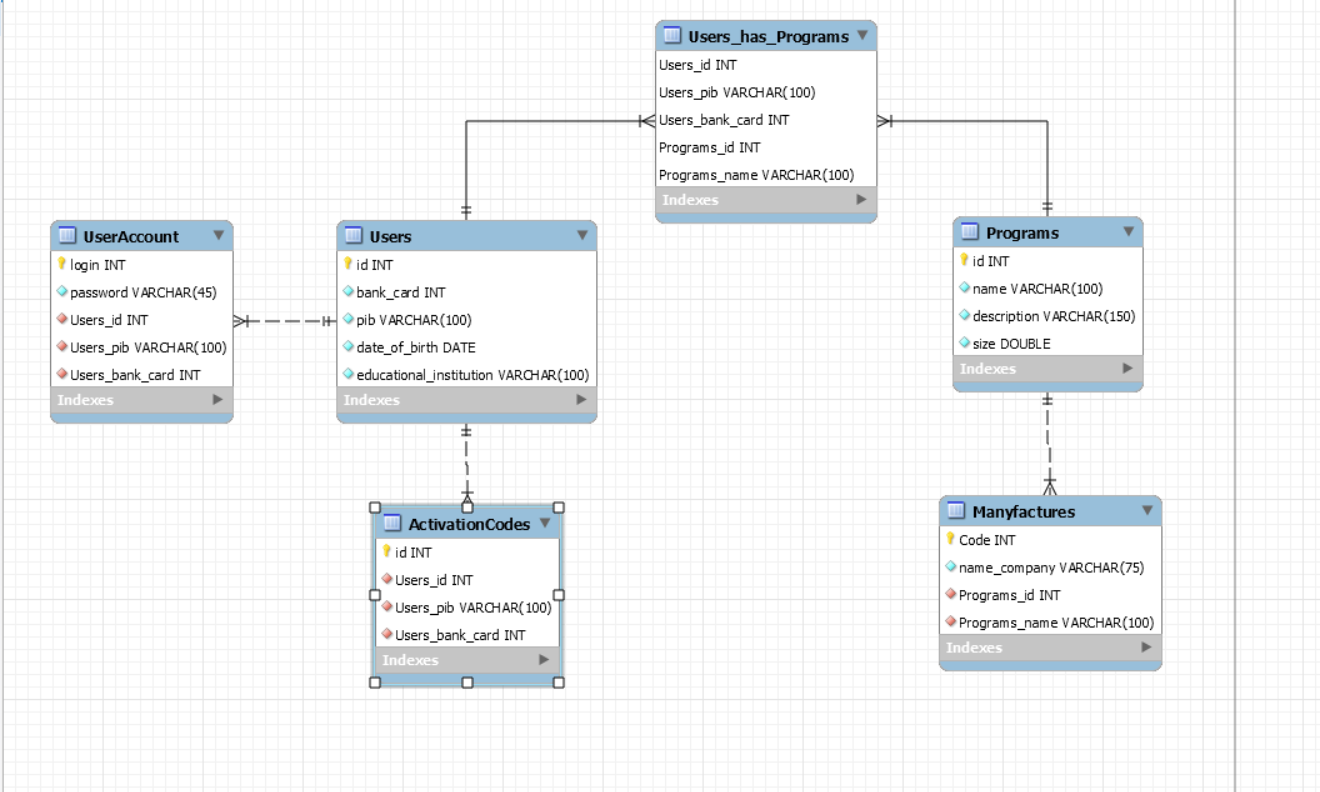 Users_has_Programs
Users_id INT
Users_pib VARCHAR(100)
Users_bank_card INT
Programs_id INT
Programs_name VARCHAR(100)
Indexes
UserAccount
login INT
password VARCHAR(45)
Users_id INT
Users_pib VARCHAR(100)
Users_bank_card INT
Indexes
Users
id INT
bank_card INT
pib VARCHAR(100)
date_of_birth DATE
educational_institution VARCHAR(100)
Indexes
Programs
id INT
name VARCHAR(100)
description VARCHAR(150)
size DOUBLE
Indexes
ActivationCodes
id INT
Users_id INT
Users_pib VARCHAR(100)
Users_bank_card INT
Indexes
Manyfactures
Code INT
name_company VARCHAR(75)
Programs_id INT
Programs_name VARCHAR(100)
Indexes